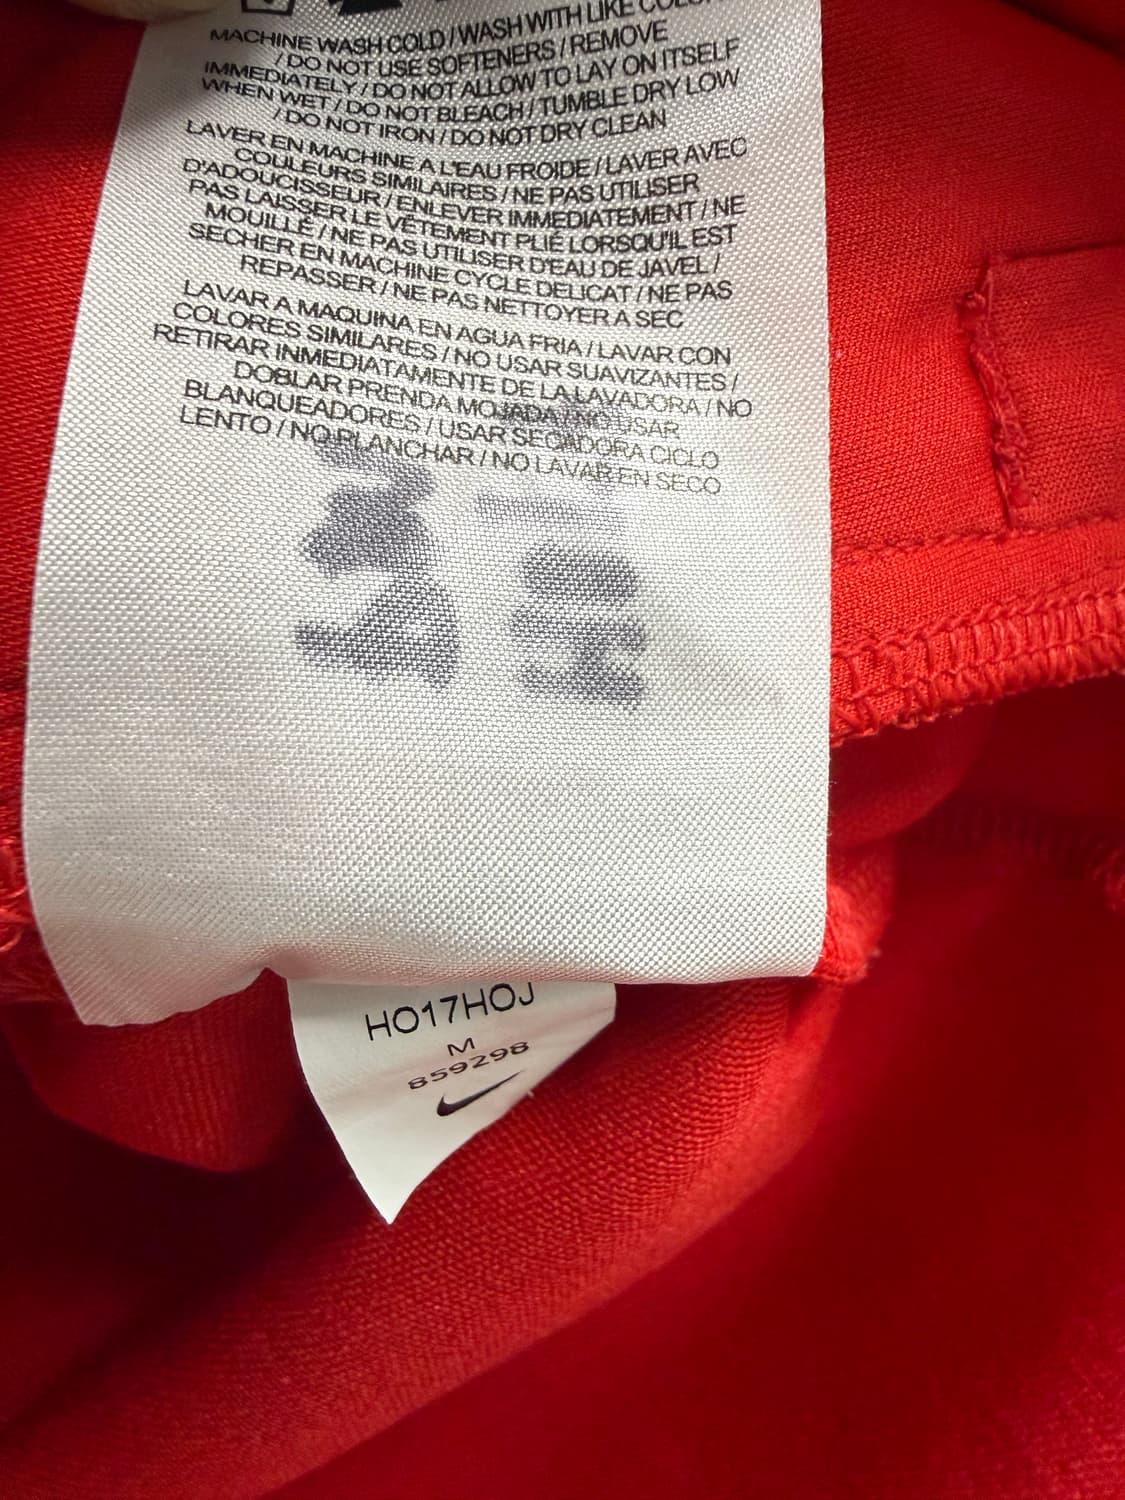 MACHINE WASH COLD / WASH WITH LIKE
/ DO NOT USE SOFTENERS / REMOVE
IMMEDIATELY / DO NOT ALLOW TO LAY ON ITSELF
WHEN WET / DO NOT BLEACH / TUMBLE DRY LOW
/ DO NOT IRON / DO NOT DRY CLEAN
LAVER EN MACHINE A L'EAU FROIDE / LAVER AVEC
COULEURS SIMILAIRES / NE PAS UTILISER
D'ADOUCISSEUR / ENLEVER IMMEDIATEMENT / NE
PAS LAISSER LE VÊTEMENT PLIÉ LORSQU'IL EST
MOUILLÉ / NE PAS UTILISER D'EAU DE JAVEL /
SECHER EN MACHINE CYCLE DELICAT / NE PAS
REPASSER / NE PAS NETTOYER A SEC
LAVAR A MAQUINA EN AGUA FRIA / LAVAR CON
COLORES SIMILARES / NO USAR SUAVIZANTES /
RETIRAR INMEDIATAMENTE DE LA LAVADORA / NO
DOBLAR PRENDA MOJADA / NO USAR
BLANQUEADORES / USAR SECADORA CICLO
LENTO / NO PLANCHAR / NO LAVAR EN SECO
HO17HOJ
M
859298